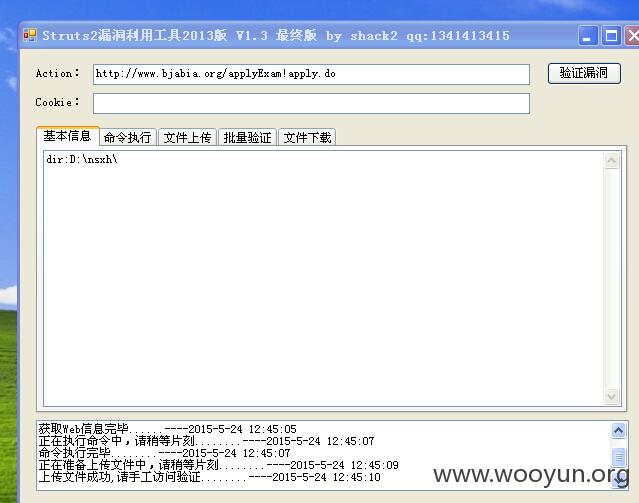 Struts2漏洞利用工具2013版 V1.3 最终版 by shack2 qq:1341413415
Action： http://www.bjabia.org/applyExam!apply.do 验证漏洞
Cookie：
基本信息 命令执行 文件上传 批量验证 文件下载
dir:D:\nsxh\
获取Web信息完毕......----2015-5-24 12:45:05
正在执行命令中，请稍等片刻........----2015-5-24 12:45:07
命令执行完毕........----2015-5-24 12:45:07
正在准备上传文件中，请稍等片刻........----2015-5-24 12:45:09
上传文件成功,请手工访问验证........----2015-5-24 12:45:10
www.wooyun.org